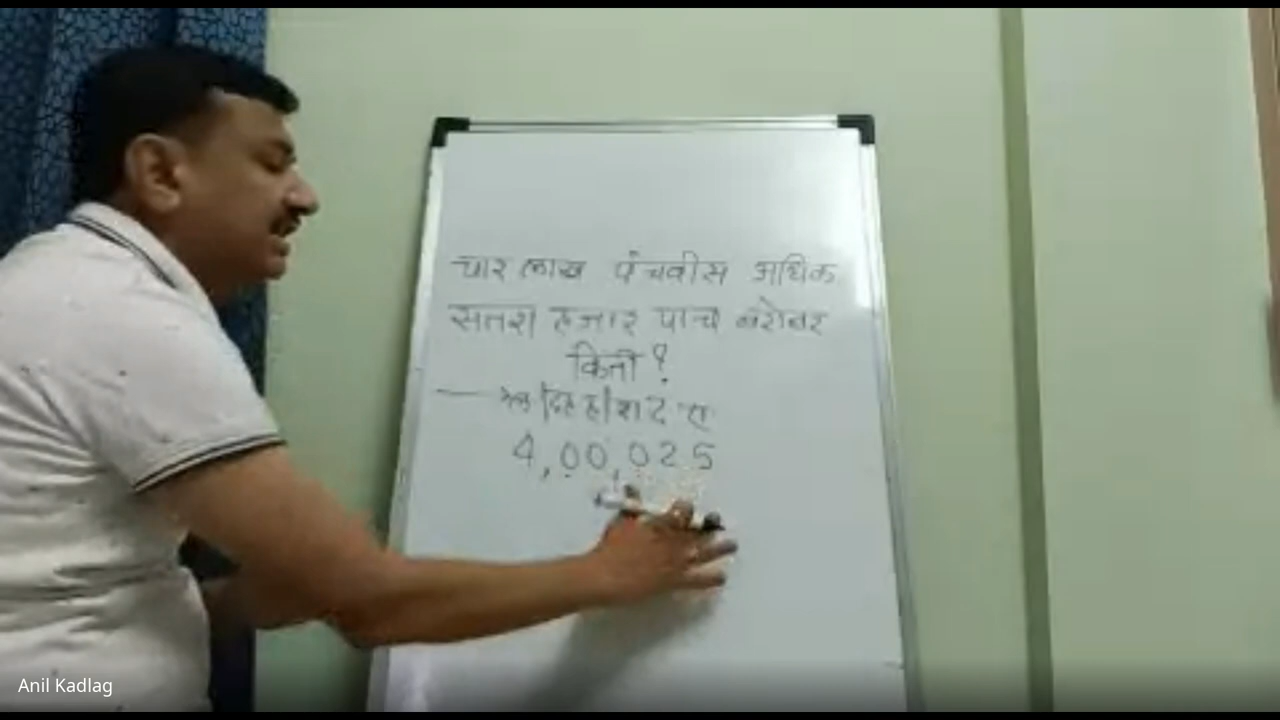 चार लाख पंचवीस अधिक
सतरा हजार पाच बरोबर
किती ?
द ए
4,00,025
Anil Kadlag